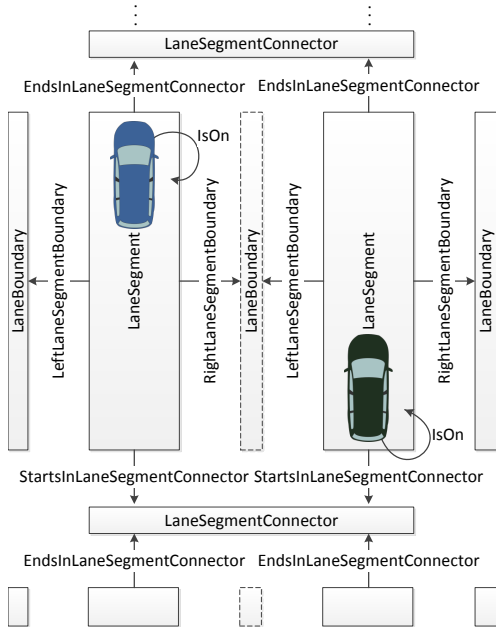 LaneSegmentConnector
EndsInLaneSegmentConnector
EndsInLaneSegmentConnector
IsOn
LaneBoundary
LeftLaneSegmentBoundary
LaneSegment
RightLaneSegmentBoundary
LaneBoundary
LeftLaneSegmentBoundary
LaneSegment
RightLaneSegmentBoundary
LaneBoundary
IsOn
StartsInLaneSegmentConnector
StartsInLaneSegmentConnector
LaneSegmentConnector
EndsInLaneSegmentConnector
EndsInLaneSegmentConnector